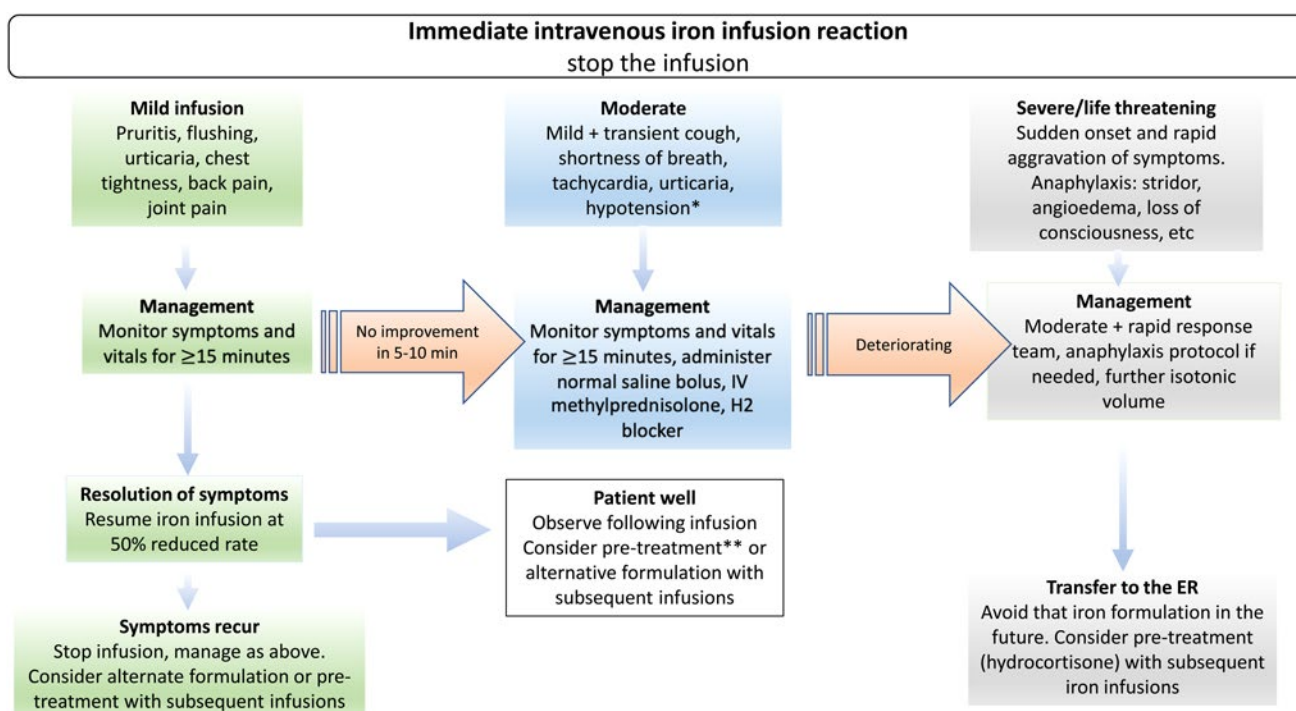 Immediate intravenous iron infusion reaction
stop the infusion
Mild infusion
Pruritis, flushing,
urticaria, chest
tightness, back pain,
joint pain
Moderate
Mild + transient cough,
shortness of breath,
tachycardia, urticaria,
hypotension*
Severe/life threatening
Sudden onset and rapid
aggravation of symptoms.
Anaphylaxis: stridor,
angioedema, loss of
consciousness, etc
Management
Monitor symptoms and
vitals for ≥15 minutes
No improvement
in 5-10 min
Management
Monitor symptoms and vitals
for ≥15 minutes, administer
normal saline bolus, IV
methylprednisolone, H2
blocker
Deteriorating
Management
Moderate + rapid response
team, anaphylaxis protocol if
needed, further isotonic
volume
Resolution of symptoms
Resume iron infusion at
50% reduced rate
Patient well
Observe following infusion
Consider pre-treatment** or
alternative formulation with
subsequent infusions
Symptoms recur
Stop infusion, manage as above.
Consider alternate formulation or pre-
treatment with subsequent infusions
Transfer to the ER
Avoid that iron formulation in the
future. Consider pre-treatment
(hydrocortisone) with subsequent
iron infusions